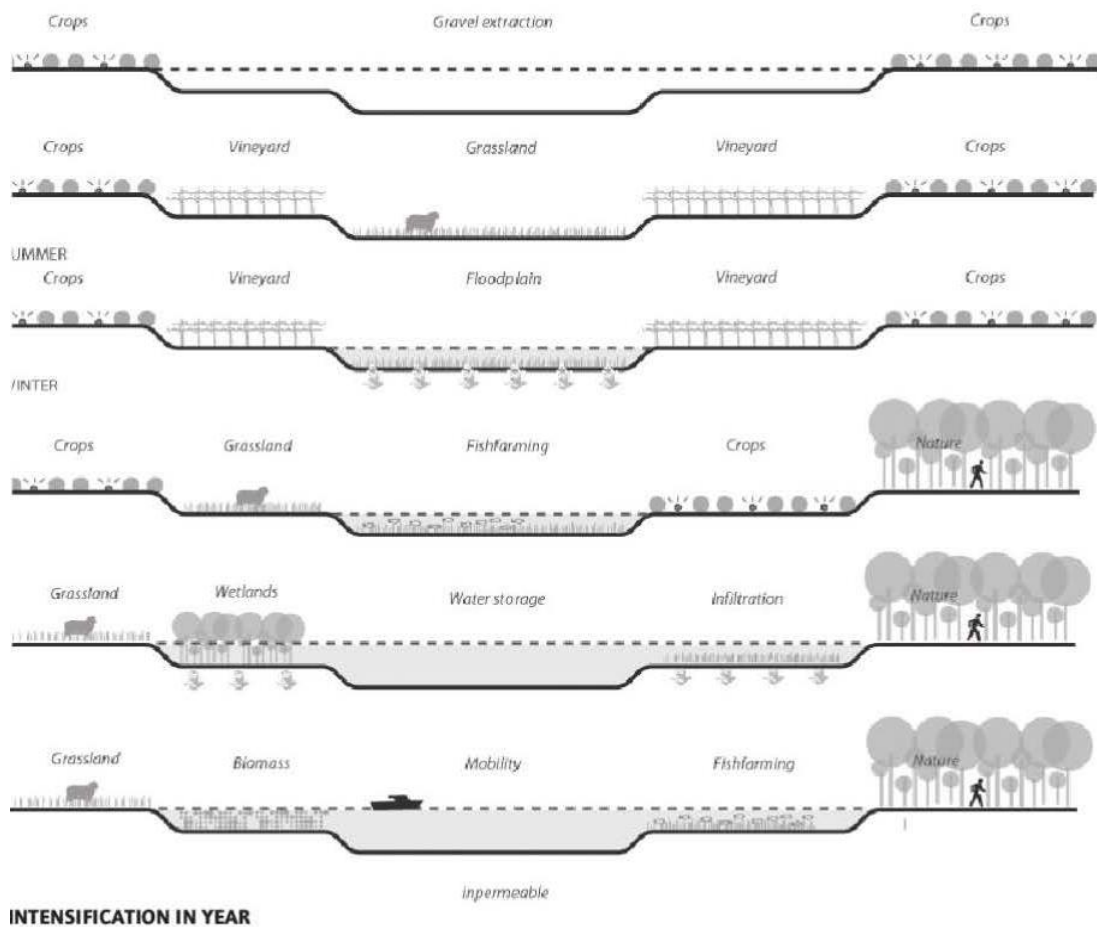 Crops Gravel extraction Crops
Crops Vineyard Grassland Vineyard Crops
UMMER
Crops Vineyard Floodplain Vineyard Crops
INTER
Crops Grassland Fishfarming Crops Nature
Grassland Wetlands Water storage Infiltration Nature
Grassland Biomass Mobility Fishfarming Nature
inpermeable
INTENSIFICATION IN YEAR